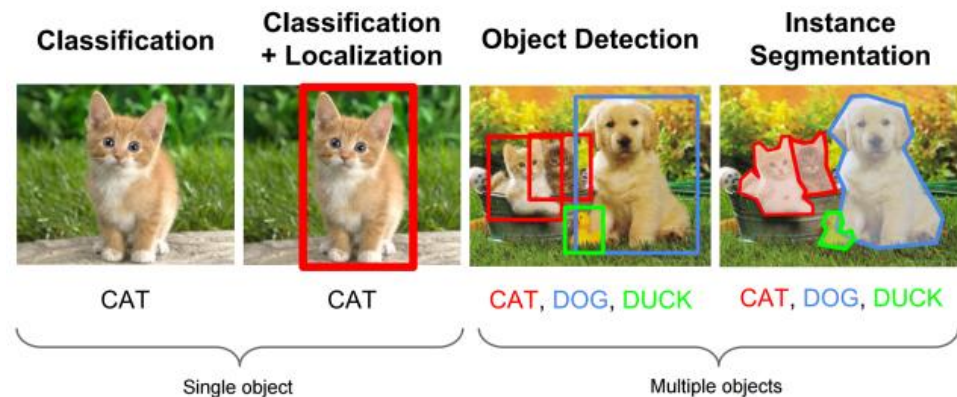 Classification
Classification
+ Localization
Object Detection
Instance
Segmentation
CAT
CAT
CAT, DOG, DUCK
CAT, DOG, DUCK
Single object
Multiple objects